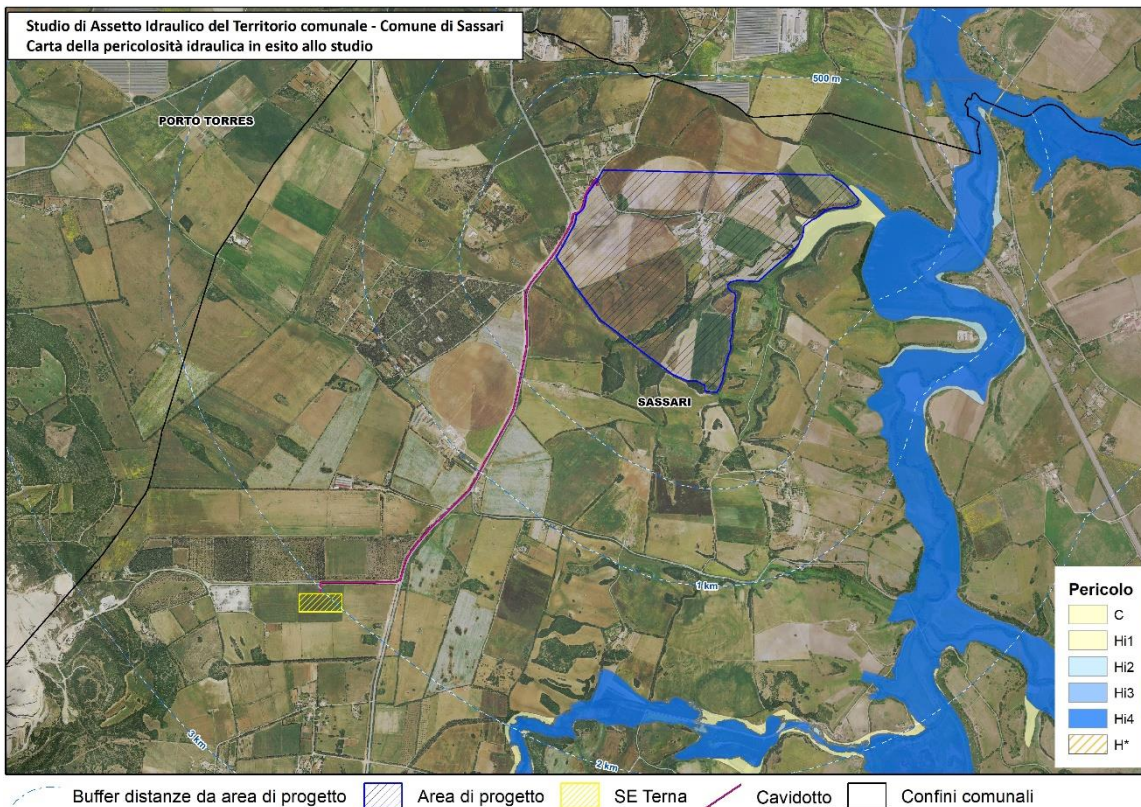 Studio di Assetto Idraulico del Territorio comunale - Comune di Sassari
Carta della pericolosità idraulica in esito allo studio
500 m
PORTO TORRES
SASSARI
1 km
3 km
2 km
Pericolo
C
Hi1
Hi2
Hi3
Hi4
H*
Buffer distanze da area di progetto
Area di progetto
SE Terna
Cavidotto
Confini comunali